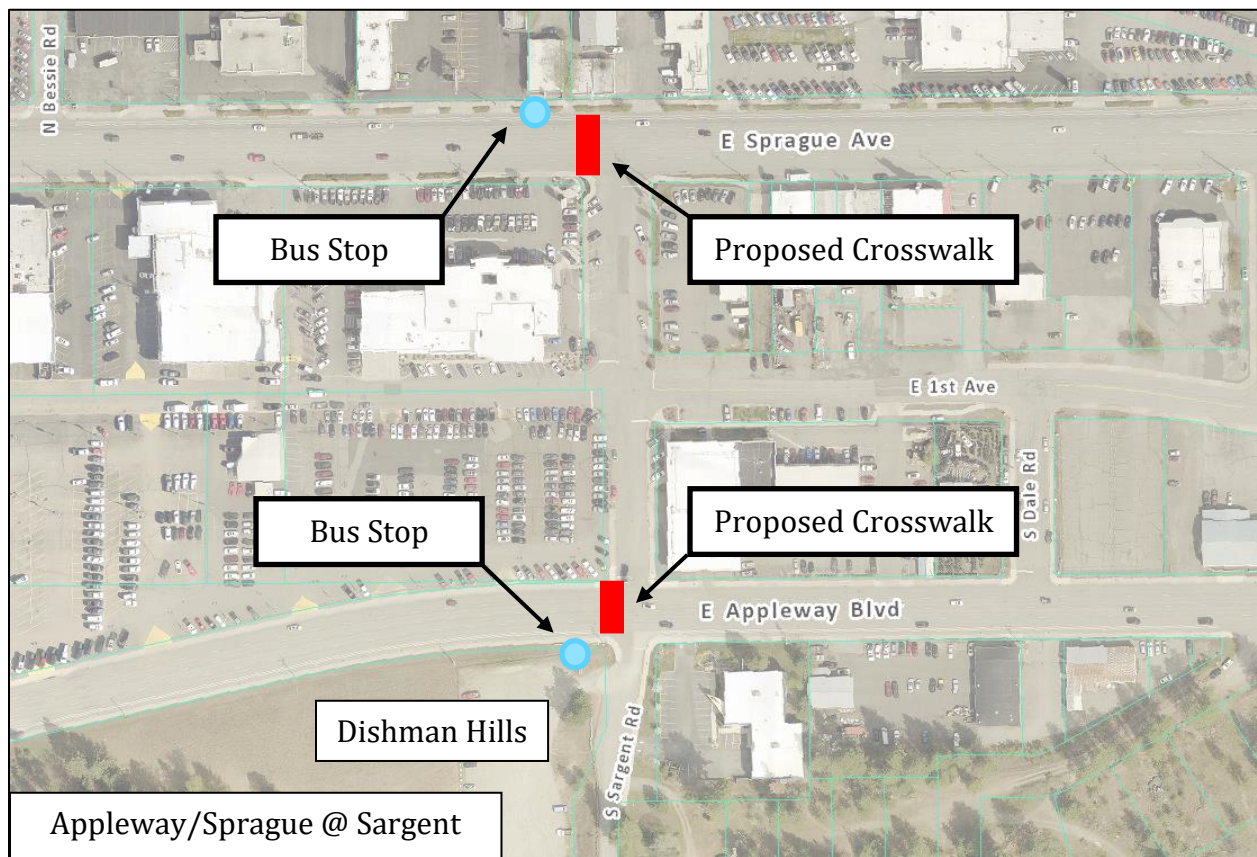 N Bessie Rd
E Sprague Ave
Bus Stop
Proposed Crosswalk
E 1st Ave
Bus Stop
Proposed Crosswalk
S Dale Rd
E Appleway Blvd
Dishman Hills
S Sargent Rd
Appleway/Sprague @ Sargent